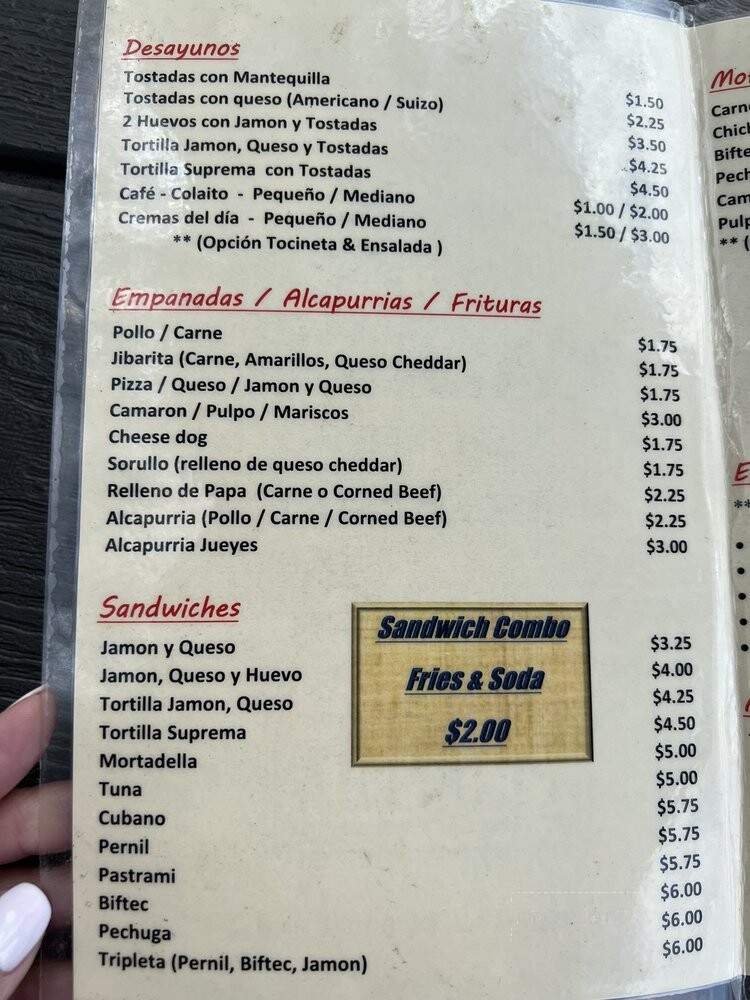 Desayunos
Tostadas con Mantequilla $1.50
Tostadas con queso (Americano / Suizo) $2.25
2 Huevos con Jamon y Tostadas $3.50
Tortilla Jamon, Queso y Tostadas $4.25
Tortilla Suprema con Tostadas $4.50
Café - Colaito - Pequeño / Mediano $1.00 / $2.00
Cremas del día - Pequeño / Mediano $1.50 / $3.00
** (Opción Tocineta & Ensalada )
Empanadas / Alcapurrias / Frituras
Pollo / Carne $1.75
Jibarita (Carne, Amarillos, Queso Cheddar) $1.75
Pizza / Queso / Jamon y Queso $1.75
Camaron / Pulpo / Mariscos $3.00
Cheese dog $1.75
Sorullo (relleno de queso cheddar) $1.75
Relleno de Papa (Carne o Corned Beef) $2.25
Alcapurria (Pollo / Carne / Corned Beef) $2.25
Alcapurria Jueyes $3.00
Sandwiches
Jamon y Queso $3.25
Jamon, Queso y Huevo $4.00
Tortilla Jamon, Queso $4.25
Tortilla Suprema $4.50
Mortadella $5.00
Tuna $5.00
Cubano $5.75
Pernil $5.75
Pastrami $5.75
Biftec $6.00
Pechuga $6.00
Tripleta (Pernil, Biftec, Jamon) $6.00
Sandwich Combo
Fries & Soda
$2.00
Mo
Carn
Chic
Bifte
Pech
Cam
Pulp
** (
E
**